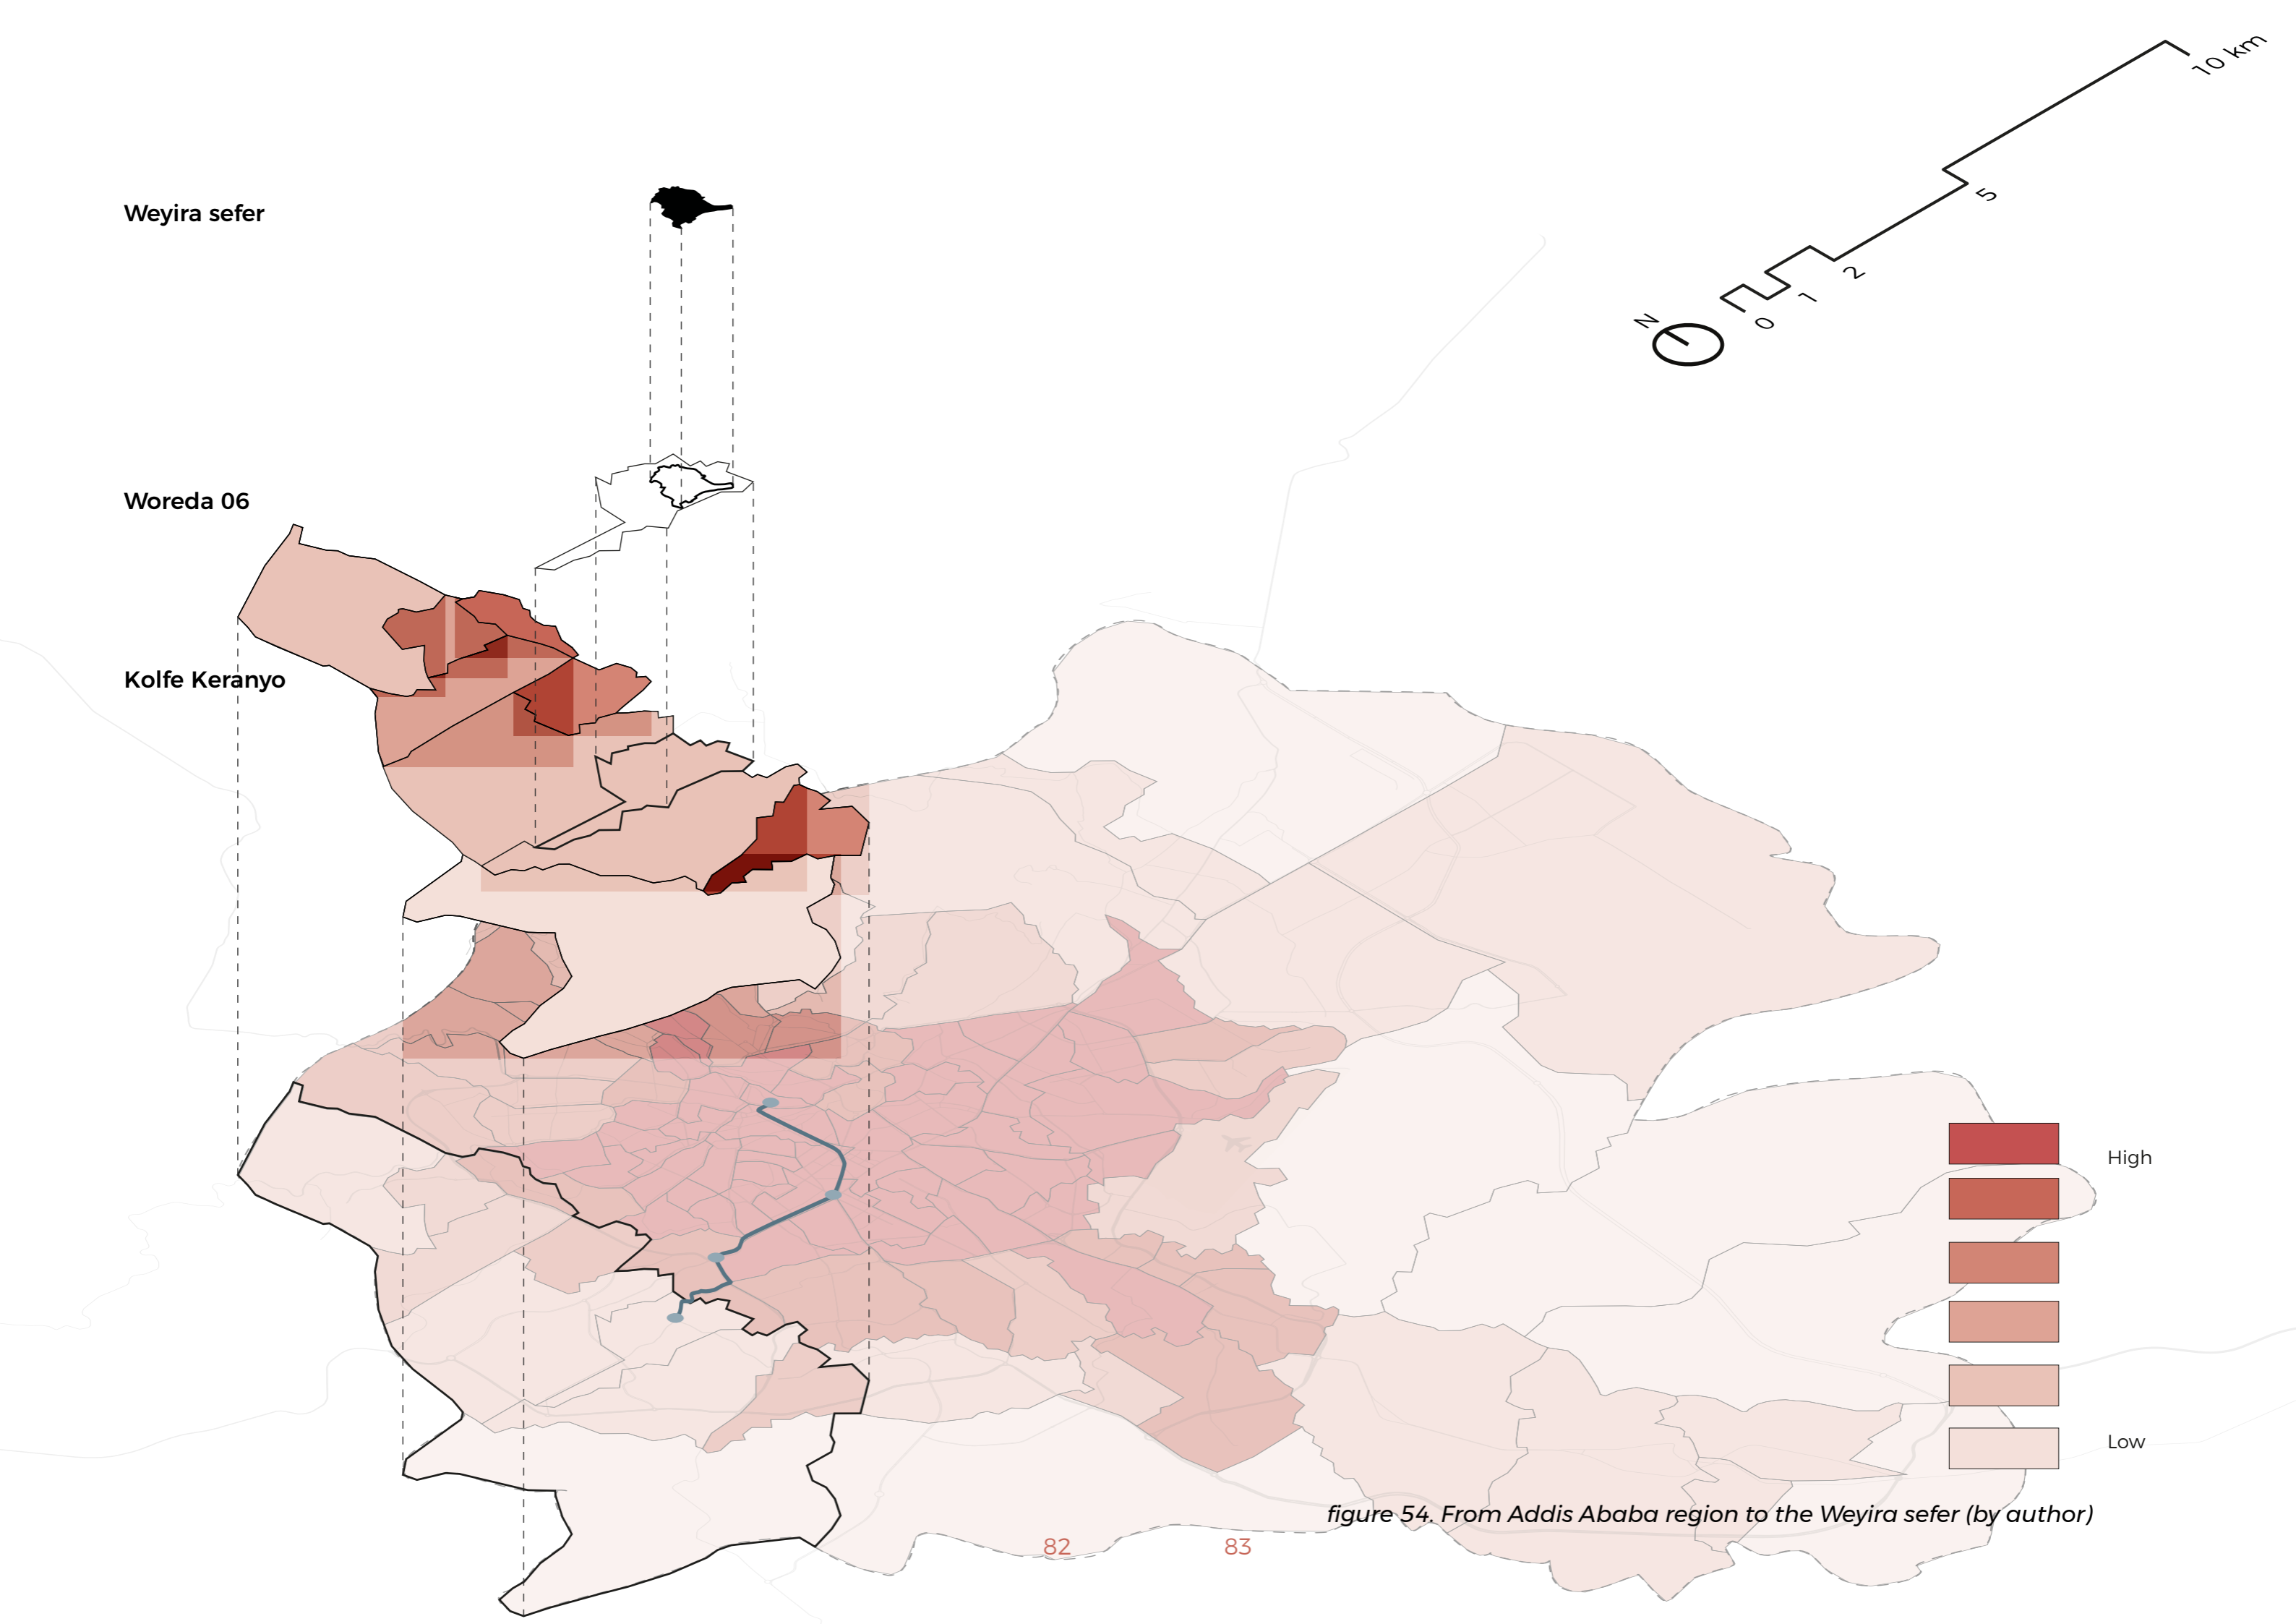 10 km
5
2
1
0
N
Weyira sefer
Woreda 06
Kolfe Keranyo
High
Low
figure 54. From Addis Ababa region to the Weyira sefer (by author)
82
83